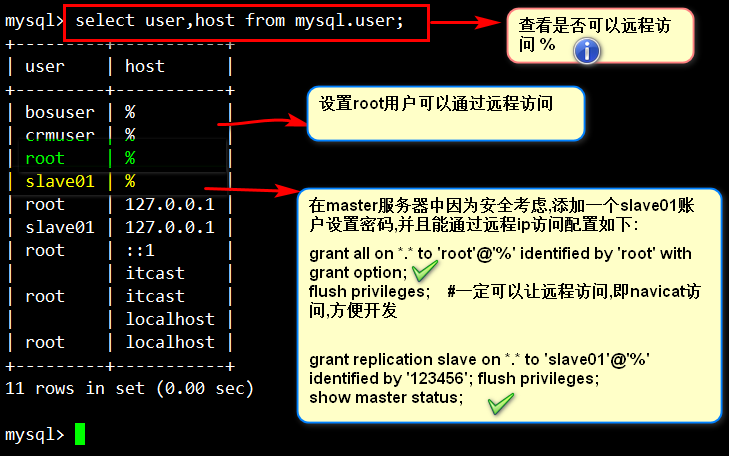 mysql> select user,host from mysql.user;
+----------+-----------+
| user | host |
+----------+-----------+
| bosuser | % |
| crmuser | % |
| root | % |
| slave01 | % |
| root | 127.0.0.1 |
| slave01 | 127.0.0.1 |
| root | ::1 |
| | itcast |
| root | itcast |
| | localhost |
| root | localhost |
+----------+-----------+
11 rows in set (0.00 sec)
mysql>
查看是否可以远程访
问 %
设置root用户可以通过远程访问
在master服务器中因为安全考虑,添加一个slave01账
户设置密码,并且能通过远程ip访问配置如下:
grant all on *.* to 'root'@'%' identified by 'root' with
grant option;
flush privileges; #一定可以让远程访问,即navicat访
问,方便开发
grant replication slave on *.* to 'slave01'@'%'
identified by '123456'; flush privileges;
show master status;